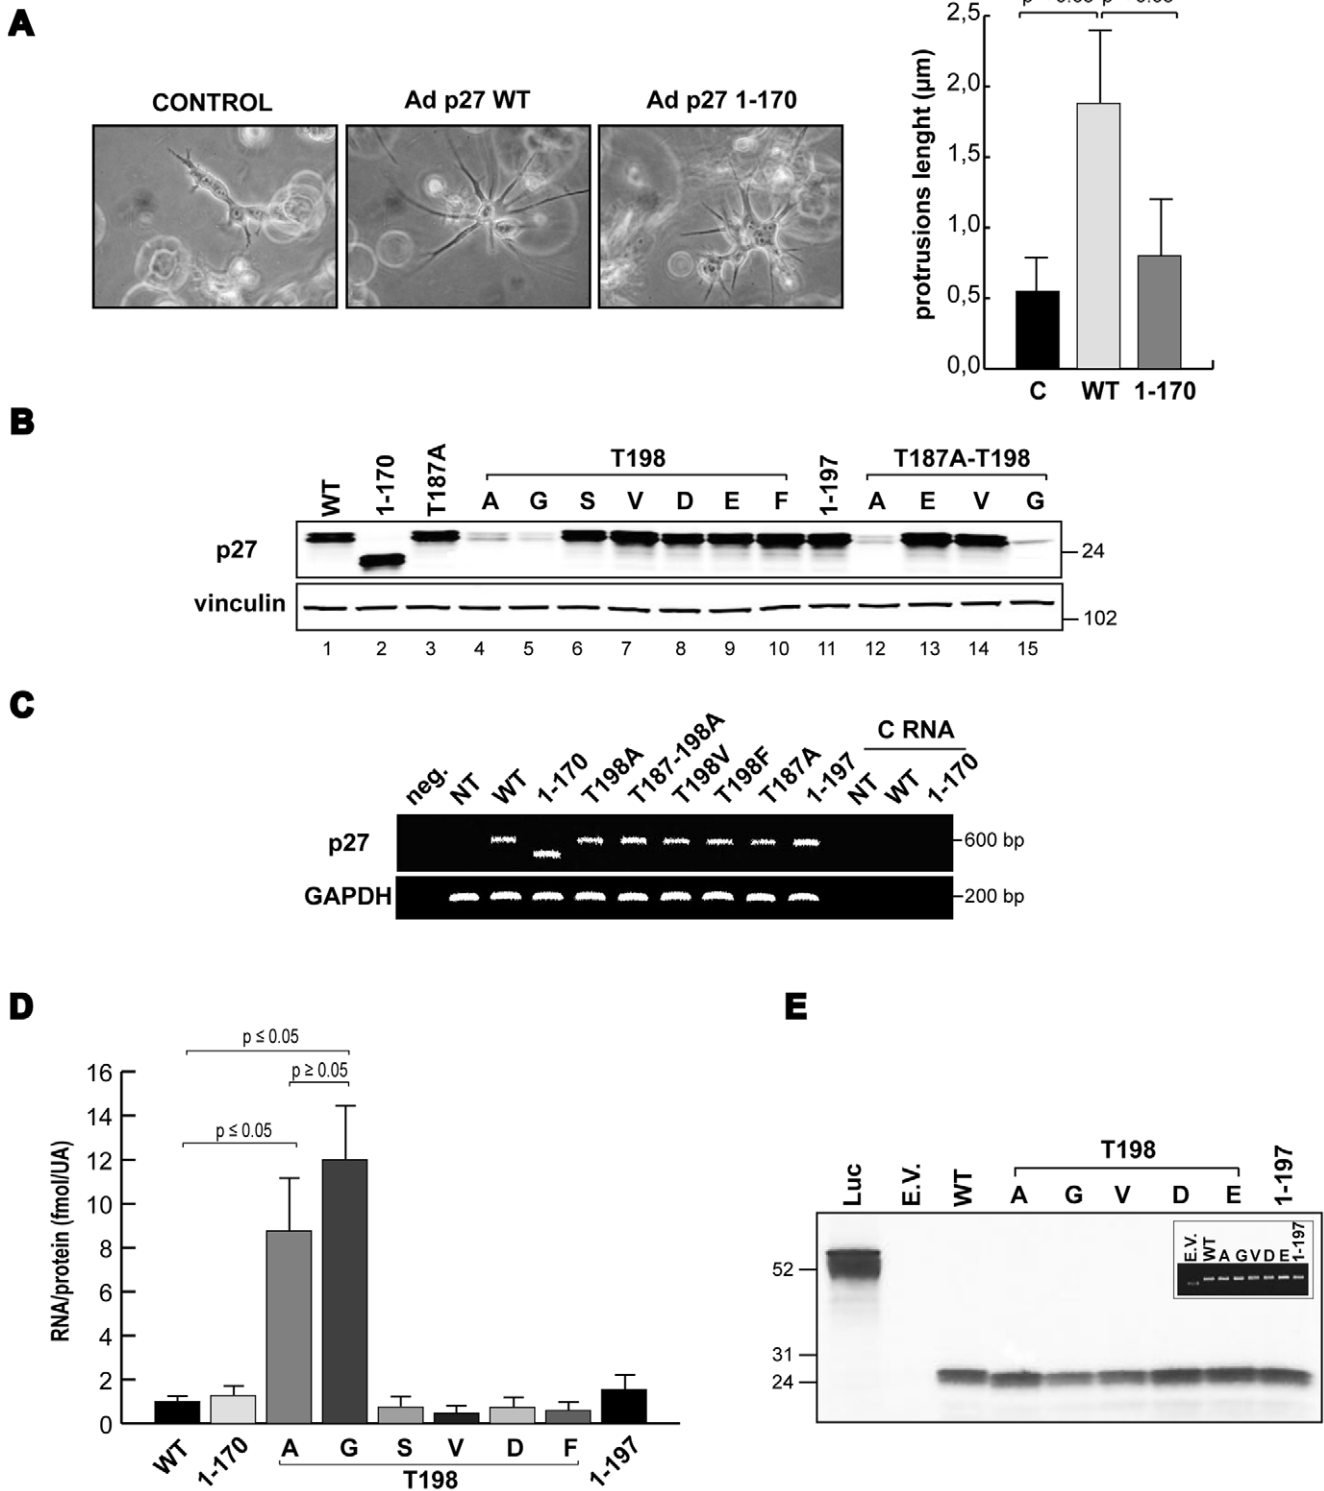 A
CONTROL
Ad p27 WT
Ad p27 1-170
protrusions lenght (µm)
2,5
2,0
1,5
1,0
0,5
0,0
C WT 1-170
B
WT 1-170 T187A T198 1-197 T187A-T198
A G S V D E F A E V G
p27
24
vinculin
102
1 2 3 4 5 6 7 8 9 10 11 12 13 14 15
C
C RNA
neg. NT WT 1-170 T198A T187-198A T198V T198F T187A 1-197 NT WT 1-170
p27
600 bp
GAPDH
200 bp
D
p ≤ 0.05
p ≥ 0.05
p ≤ 0.05
RNA/protein (fmol/UA)
16
14
12
10
8
6
4
2
0
WT 1-170 A G S V D F 1-197
T198
E
T198
Luc E.V. WT A G V D E 1-197
E.V. WT A G V D E 1-197
52
31
24